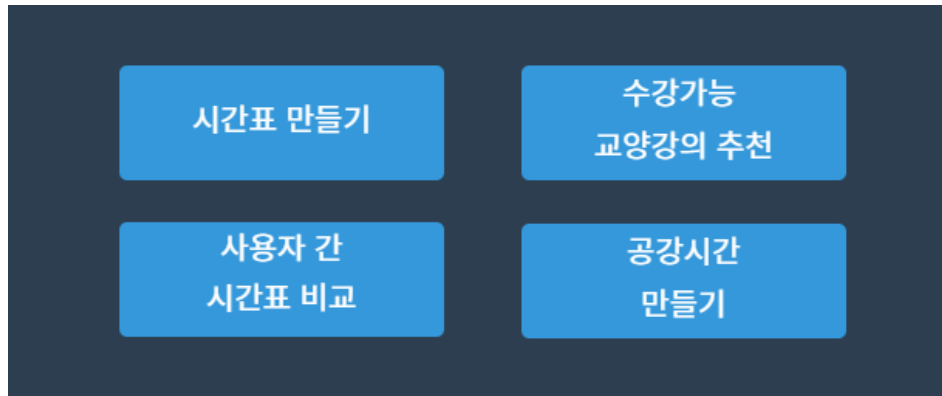 시간표 만들기
수강가능
교양강의 추천
사용자 간
시간표 비교
공강시간
만들기